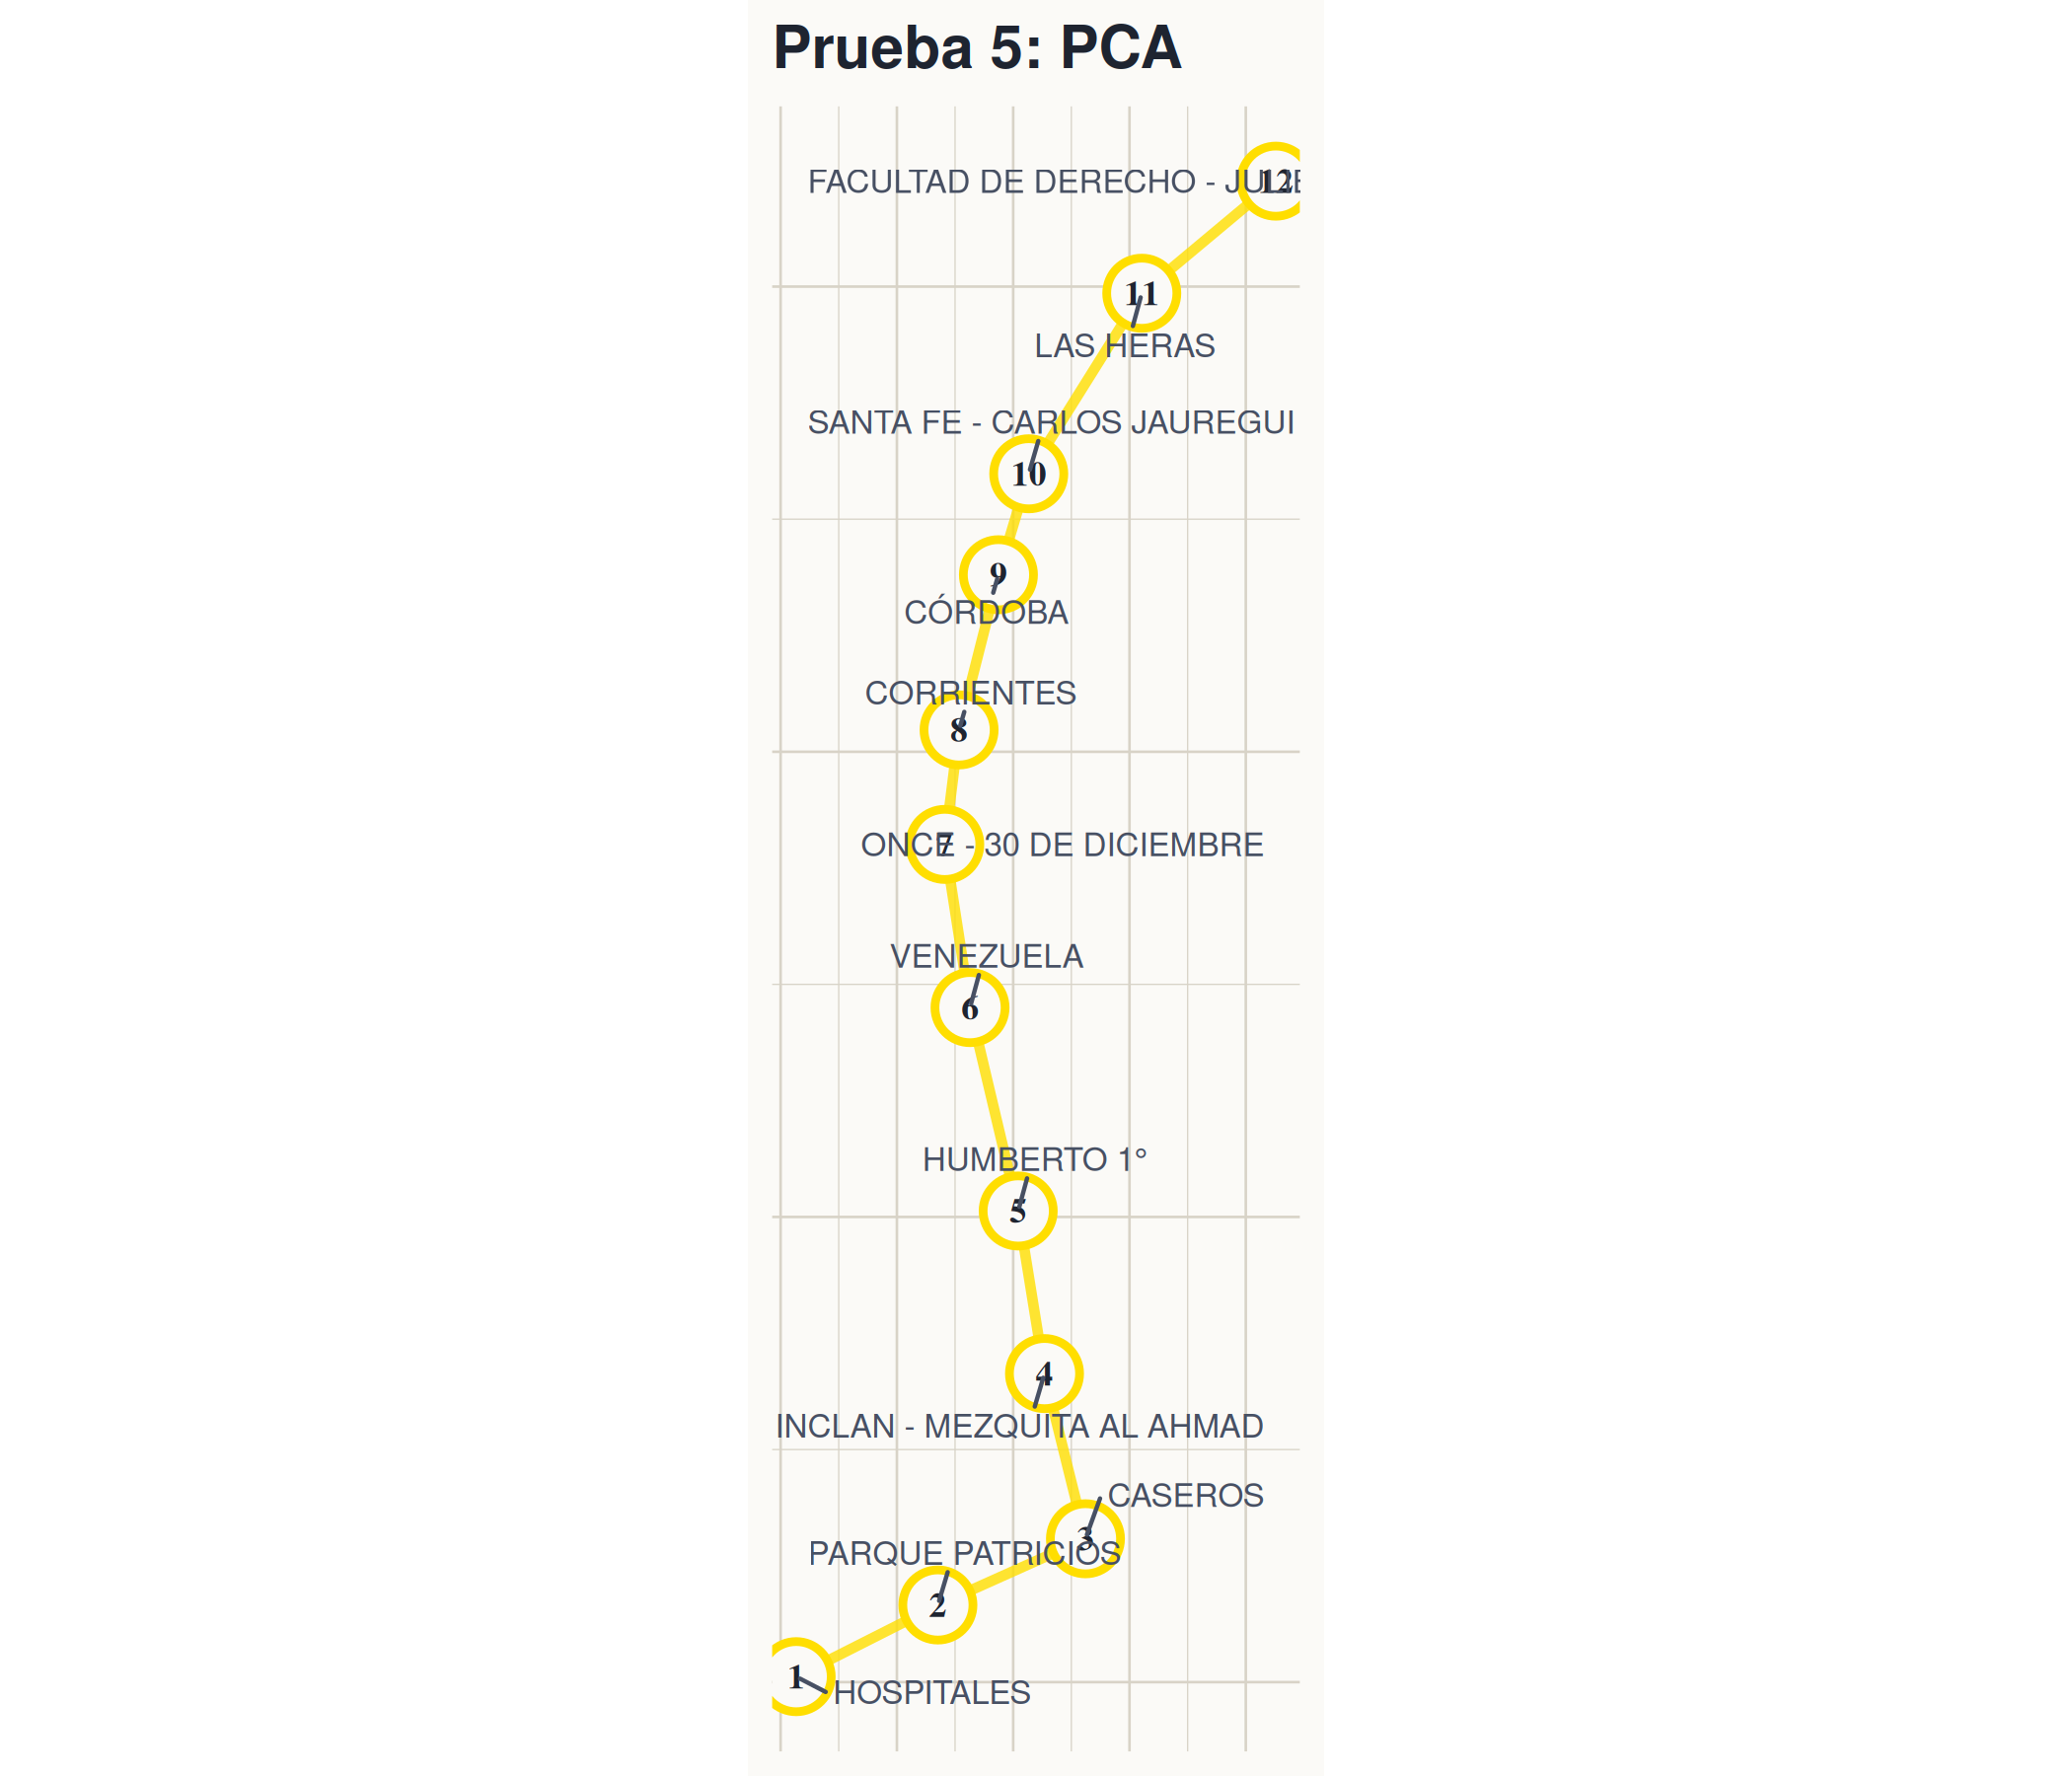 Prueba 5: PCA
FACULTAD DE DERECHO -
12
11
LAS HERAS
SANTA FE - CARLOS JAUREGUI
10
9
CÓRDOBA
CORRIENTES
8
ONCE - 30 DE DICIEMBRE
7
VENEZUELA
6
HUMBERTO 1°
5
4
INCLAN - MEZQUITA AL AHMAD
CASEROS
3
PARQUE PATRICIOS
2
1
HOSPITALES